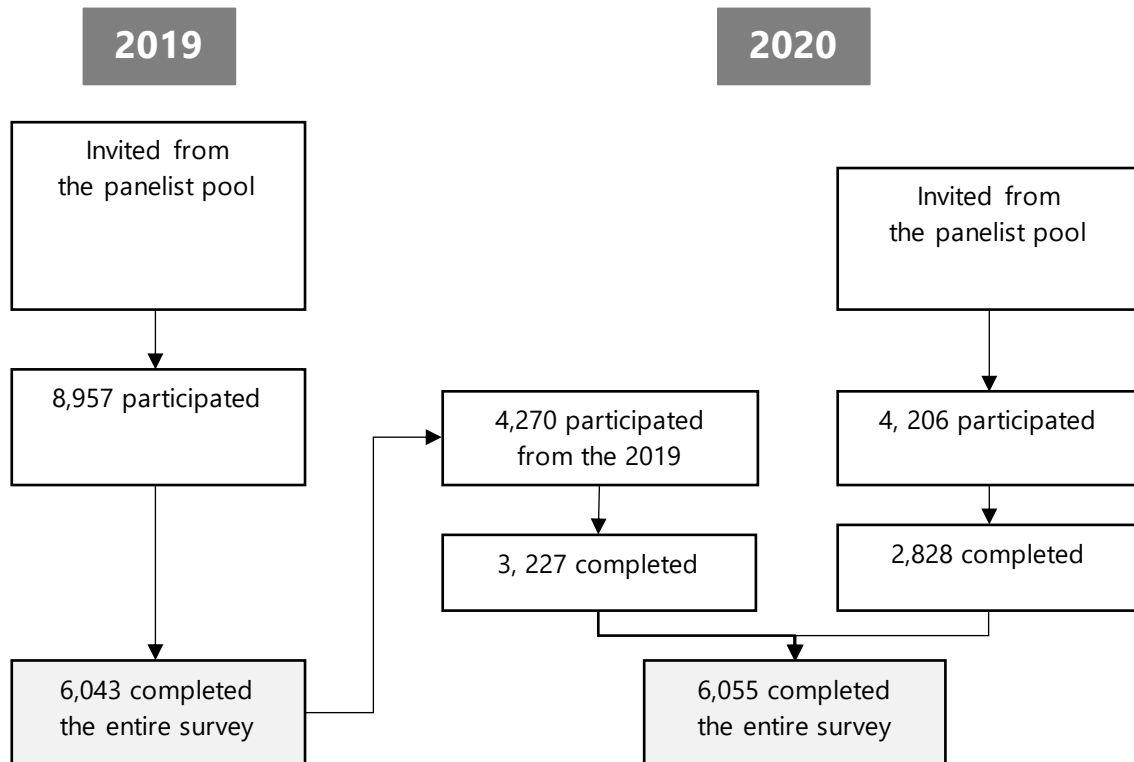 2019
2020
Invited from
the panelist pool
Invited from
the panelist pool
8,957 participated
4,270 participated
from the 2019
4, 206 participated
3, 227 completed
2,828 completed
6,043 completed
the entire survey
6,055 completed
the entire survey